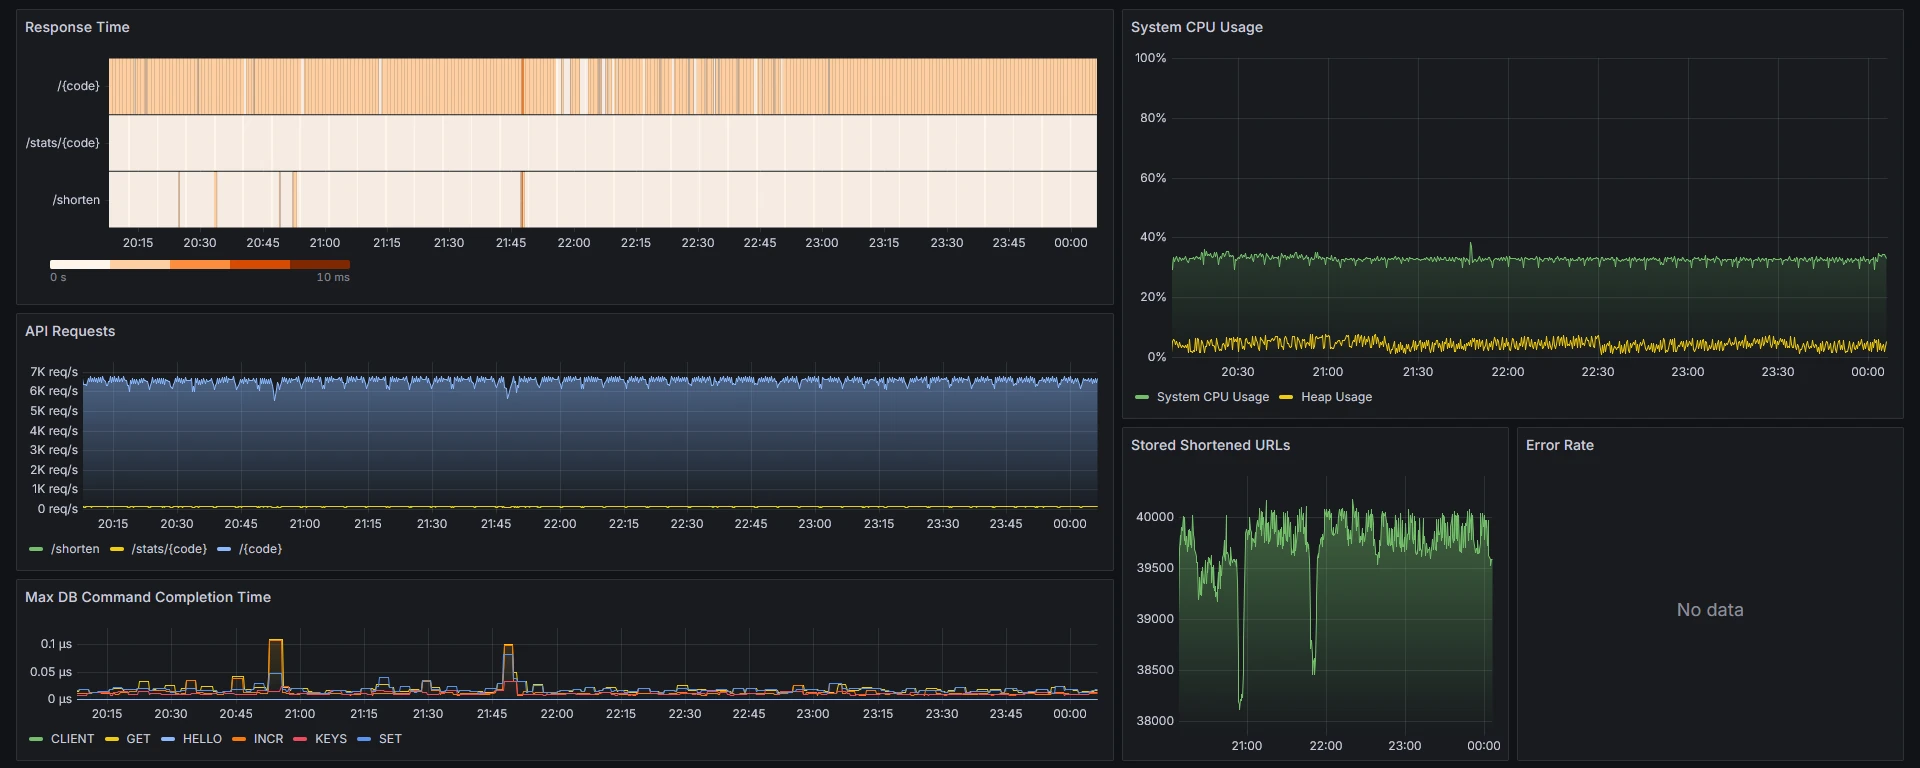 Response Time
/{code}
/stats/{code}
/shorten
20:15 20:30 20:45 21:00 21:15 21:30 21:45 22:00 22:15 22:30 22:45 23:00 23:15 23:30 23:45 00:00
0 s 10 ms
API Requests
7K req/s
6K req/s
5K req/s
4K req/s
3K req/s
2K req/s
1K req/s
0 req/s
20:15 20:30 20:45 21:00 21:15 21:30 21:45 22:00 22:15 22:30 22:45 23:00 23:15 23:30 23:45 00:00
/shorten /stats/{code} /{code}
Max DB Command Completion Time
0.1 µs
0.05 µs
0 µs
20:15 20:30 20:45 21:00 21:15 21:30 21:45 22:00 22:15 22:30 22:45 23:00 23:15 23:30 23:45 00:00
CLIENT GET HELLO INCR KEYS SET
System CPU Usage
100%
80%
60%
40%
20%
0%
20:30 21:00 21:30 22:00 22:30 23:00 23:30 00:00
System CPU Usage Heap Usage
Stored Shortened URLs
40000
39500
39000
38500
38000
21:00 22:00 23:00 00:00
Error Rate
No data